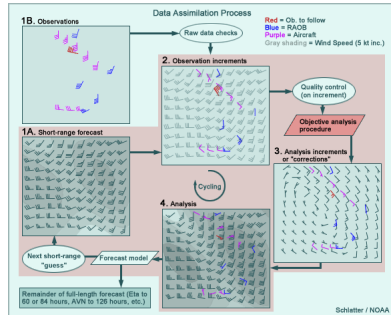 Data Assimilation Process
1B. Observations
Raw data checks
Red = Ob. to follow
Blue = RAOB
Purple = Aircraft
Gray shading = Wind Speed (5 kt inc.)
2. Observation increments
Quality control
(on increment)
Objective analysis
procedure
1A. Short-range forecast
3. Analysis increments
or "corrections"
Cycling
4. Analysis
Next short-range
"guess"
Forecast model
Remainder of full-length forecast (Eta to
60 or 84 hours, AVN to 126 hours, etc.)
Schlatter / NOAA